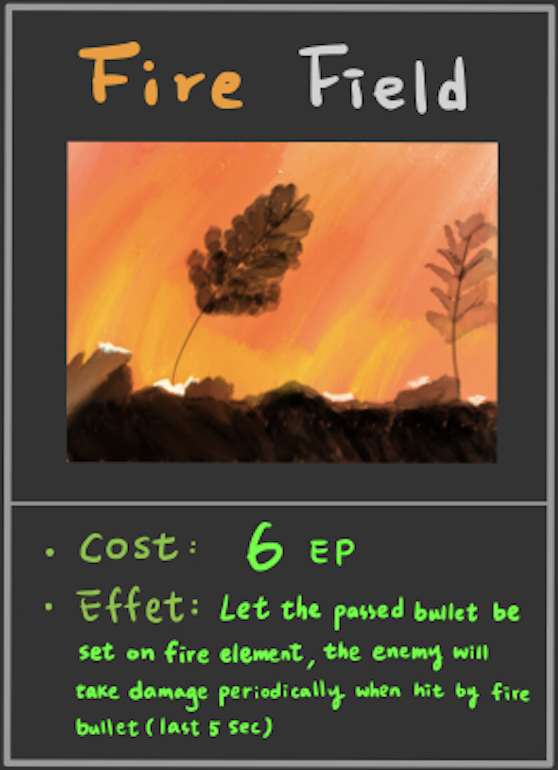 Fire Field
• Cost: 6 EP
• Effet: Let the passed bullet be
set on fire element, the enemy will
take damage periodically when hit by fire
bullet (last 5 sec)